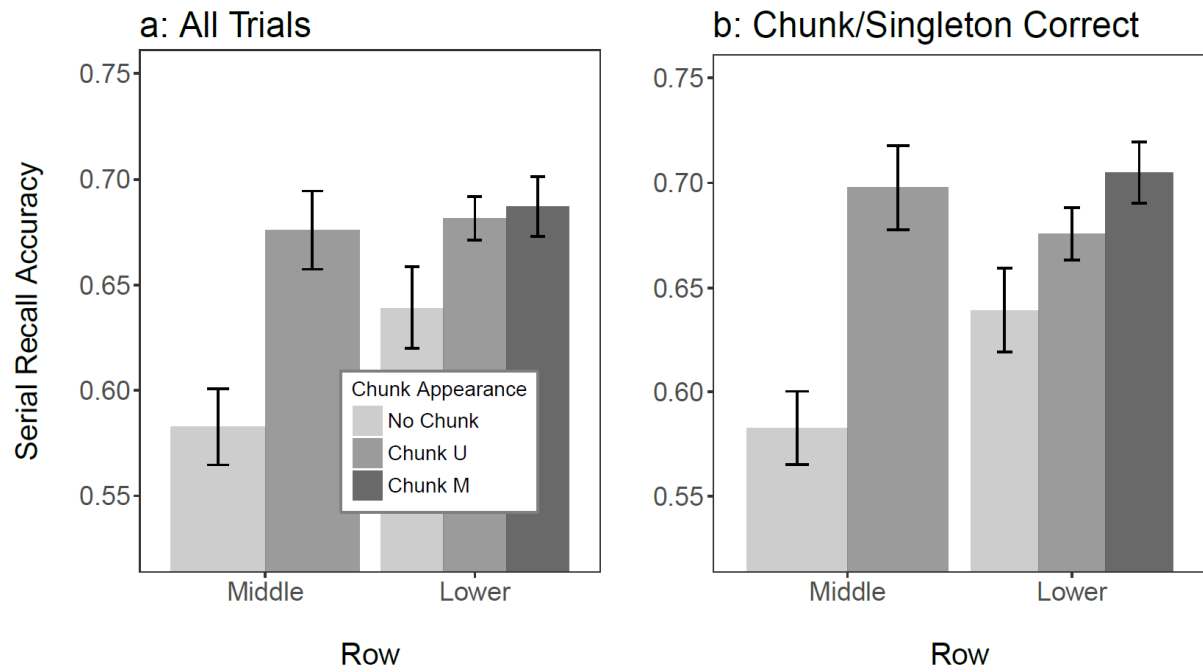 a: All Trials
b: Chunk/Singleton Correct
Serial Recall Accuracy
0.75
0.70
0.65
0.60
0.55
Chunk Appearance
No Chunk
Chunk U
Chunk M
Middle
Lower
Row
0.75
0.70
0.65
0.60
0.55
Middle
Lower
Row